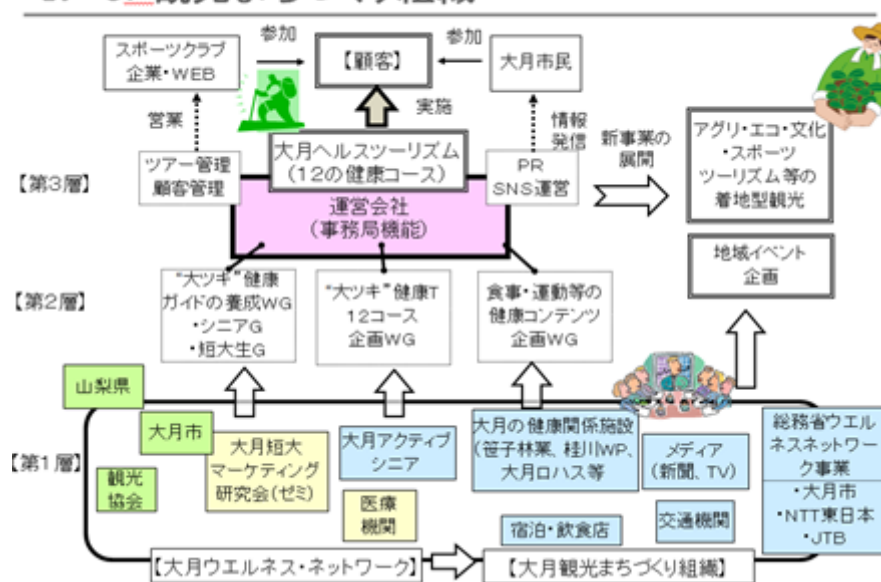 スポーツクラブ
企業・WEB
参加
【顧客】
参加
大月市民
営業
実施
情報
発信
新事業の
展開
アグリ・エコ・文化
・スポーツ
ツーリズム等の
着地型観光
【第3層】
ツアー管理
顧客管理
大月ヘルスツーリズム
(12の健康コース)
PR
SNS運営
運営会社
(事務局機能)
地域イベント
企画
【第2層】
“大ツキ”健康
ガイドの養成WG
・シニアG
・短大生G
“大ツキ”健康T
12コース
企画WG
食事・運動等の
健康コンテンツ
企画WG
山梨県
【第1層】
大月市
観光
協会
大月短大
マーケティング
研究会(ゼミ)
大月アクティブ
シニア
医療
機関
大月の健康関係施設
(笹子林業、桂川WP、
大月ロハス等
宿泊・飲食店
メディア
(新聞、TV)
交通機関
総務省ウエル
ネスネットワー
ク事業
・大月市
・NTT東日本
・JTB
【大月ウエルネス・ネットワーク】
【大月観光まちづくり組織】